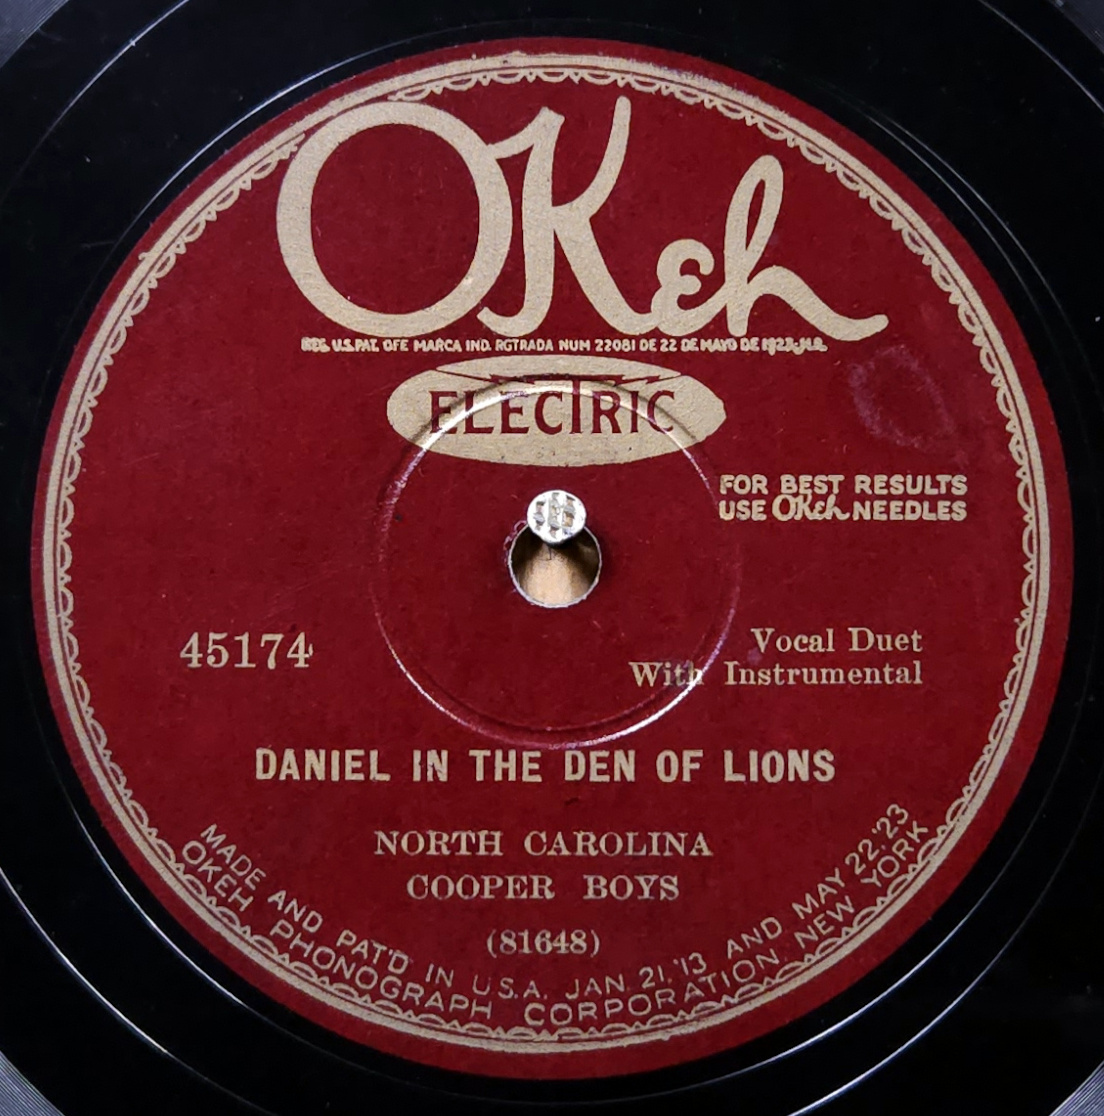 OKeh
REG. U.S. PAT. OFF. MARCA IND. RGTRADA NUM 22081 DE 22 DE MAYO DE 1923
ELECTRIC
FOR BEST RESULTS
USE OKeh NEEDLES
45174
Vocal Duet
With Instrumental
DANIEL IN THE DEN OF LIONS
NORTH CAROLINA
COOPER BOYS
(81648)
MADE AND PAT'D IN U.S.A. JAN. 21, '13 AND MAY 22, '23
OKEH PHONOGRAPH CORPORATION, NEW YORK